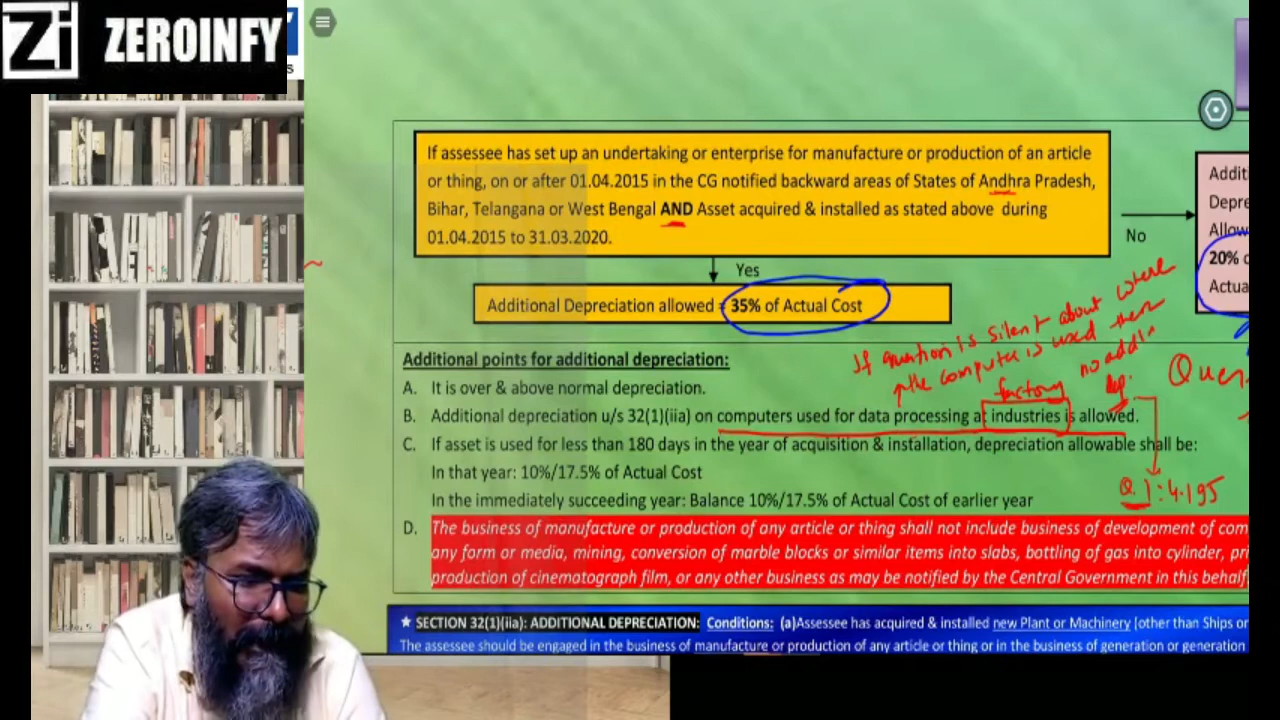 Zi ZEROINFY
s
If assessee has set up an undertaking or enterprise for manufacture or production of an article
or thing, on or after 01.04.2015 in the CG notified backward areas of States of Andhra Pradesh,
Bihar, Telangana or West Bengal AND Asset acquired & installed as stated above during
01.04.2015 to 31.03.2020.
No
Yes
Additi
Depre
Allow
20% o
Actua
Additional Depreciation allowed = 35% of Actual Cost
If question is silent about where
the computer is used then
no addln
dep.
factory
Ques
Additional points for additional depreciation:
A. It is over & above normal depreciation.
B. Additional depreciation u/s 32(1)(iia) on computers used for data processing at industries is allowed.
C. If asset is used for less than 180 days in the year of acquisition & installation, depreciation allowable shall be:
In that year: 10%/17.5% of Actual Cost
In the immediately succeeding year: Balance 10%/17.5% of Actual Cost of earlier year
Q): 4.195
D. The business of manufacture or production of any article or thing shall not include business of development of com
any form or media, mining, conversion of marble blocks or similar items into slabs, bottling of gas into cylinder, pri
production of cinematograph film, or any other business as may be notified by the Central Government in this behalf
★ SECTION 32(1)(iia): ADDITIONAL DEPRECIATION: Conditions: (a)Assessee has acquired & installed new Plant or Machinery [other than Ships or
The assessee should be engaged in the business of manufacture or production of any article or thing or in the business of generation or generation